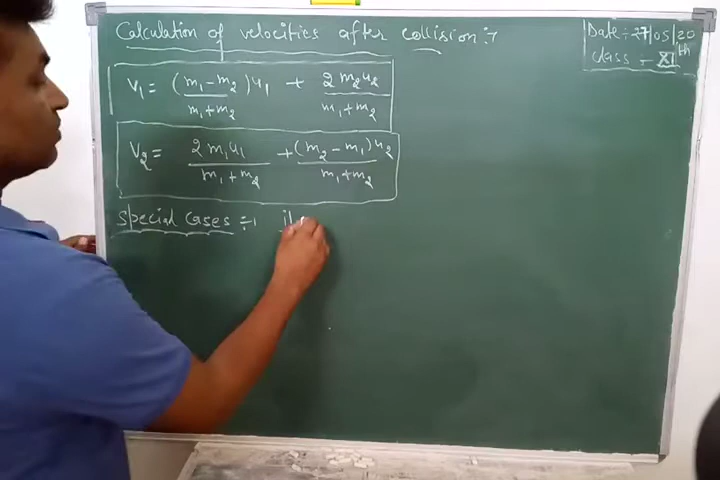 Calculation of velocities after collision :-
Date :- 27/05/20
class :- XIth
V1 = (m1-m2)u1/m1+m2 + 2m2u2/m1+m2
V2 = 2m1u1/m1+m2 + (m2-m1)u2/m1+m2
Special Cases :-